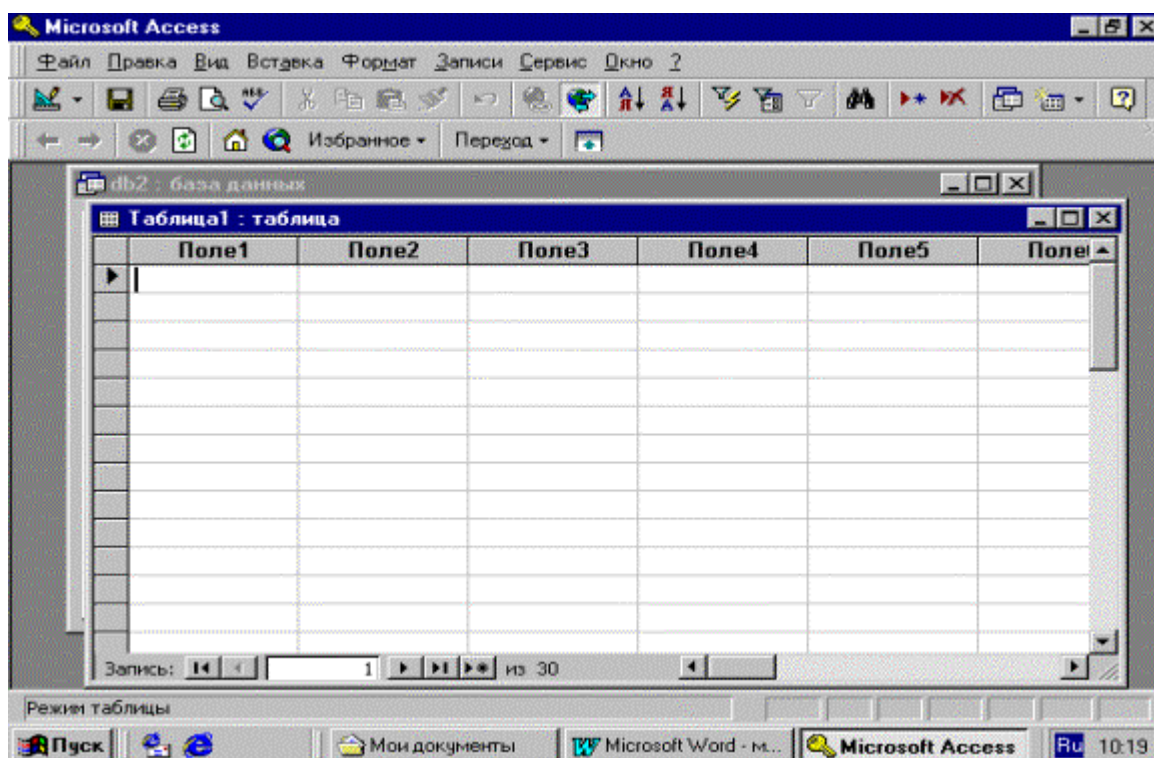 Microsoft Access
Файл Правка Вид Вставка Формат Записи Сервис Окно ?
Избранное Переход
db2 : база данных
Таблица1 : таблица
Поле1 Поле2 Поле3 Поле4 Поле5 Поле
1
Запись: 1 из 30
Режим таблицы
Пуск Мои документы Microsoft Word - м... Microsoft Access Ru 10:19